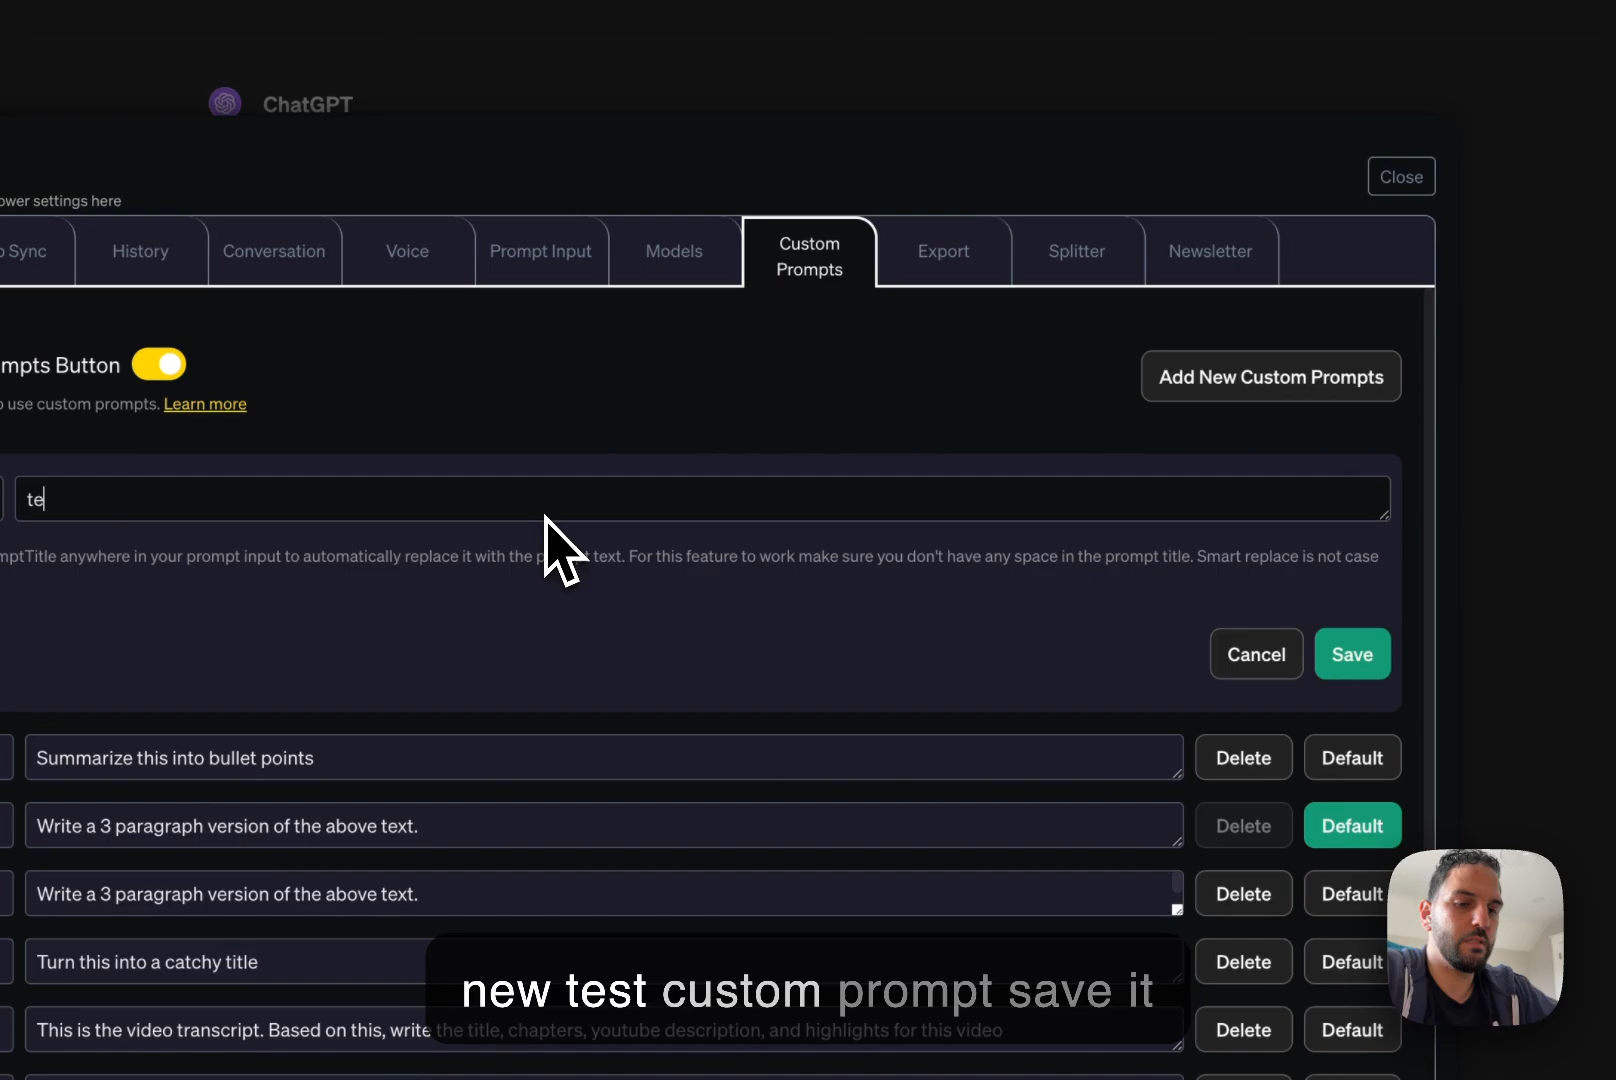 ChatGPT
Close
ower settings here
o Sync
History
Conversation
Voice
Prompt Input
Models
Custom
Prompts
Export
Splitter
Newsletter
mpts Button
Add New Custom Prompts
o use custom prompts. Learn more
te
mptTitle anywhere in your prompt input to automatically replace it with the p text. For this feature to work make sure you don't have any space in the prompt title. Smart replace is not case
Cancel
Save
Summarize this into bullet points
Delete
Default
Write a 3 paragraph version of the above text.
Delete
Default
Write a 3 paragraph version of the above text.
Delete
Default
Turn this into a catchy title
Delete
Default
new test custom prompt save it
This is the video transcript. Based on this, write the title, chapters, youtube description, and highlights for this video
Delete
Default